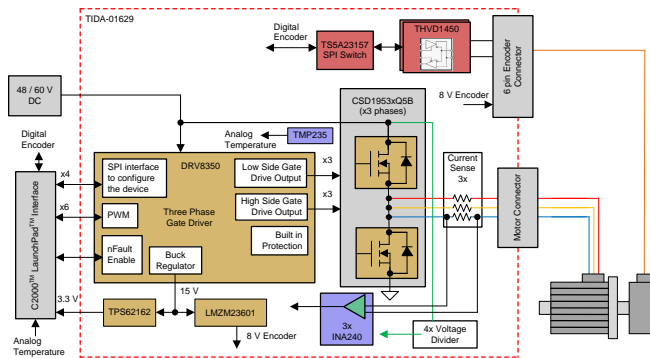 TIDA-01629
Digital
Encoder
TS5A23157
SPI Switch
THVD1450
6 pin Encoder
Connector
8 V Encoder
48 / 60 V
DC
CSD1953xQ5B
(x3 phases)
Analog
Temperature
TMP235
Digital
Encoder
x4
x6
C2000™ LaunchPad™ Interface
DRV8350
SPI interface
to configure
the device
PWM
nFault
Enable
Three Phase
Gate Driver
Buck
Regulator
Low Side Gate
Drive Output
High Side Gate
Drive Output
Built in
Protection
x3
x3
Current
Sense
3x
Motor Connector
3.3 V
15 V
TPS62162
LMZM23601
8 V Encoder
3x
INA240
4x Voltage
Divider
Analog
Temperature